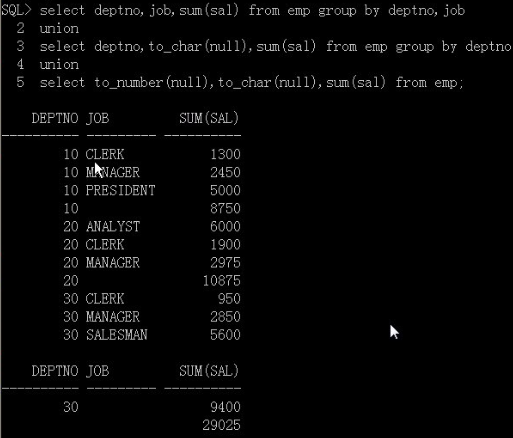 SQL> select deptno,job,sum(sal) from emp group by deptno,job
2 union
3 select deptno,to_char(null),sum(sal) from emp group by deptno
4 union
5 select to_number(null),to_char(null),sum(sal) from emp;
DEPTNO JOB SUM(SAL)
---------- --------- ----------
10 CLERK 1300
10 MANAGER 2450
10 PRESIDENT 5000
10 8750
20 ANALYST 6000
20 CLERK 1900
20 MANAGER 2975
20 10875
30 CLERK 950
30 MANAGER 2850
30 SALESMAN 5600
DEPTNO JOB SUM(SAL)
---------- --------- ----------
30 9400
29025